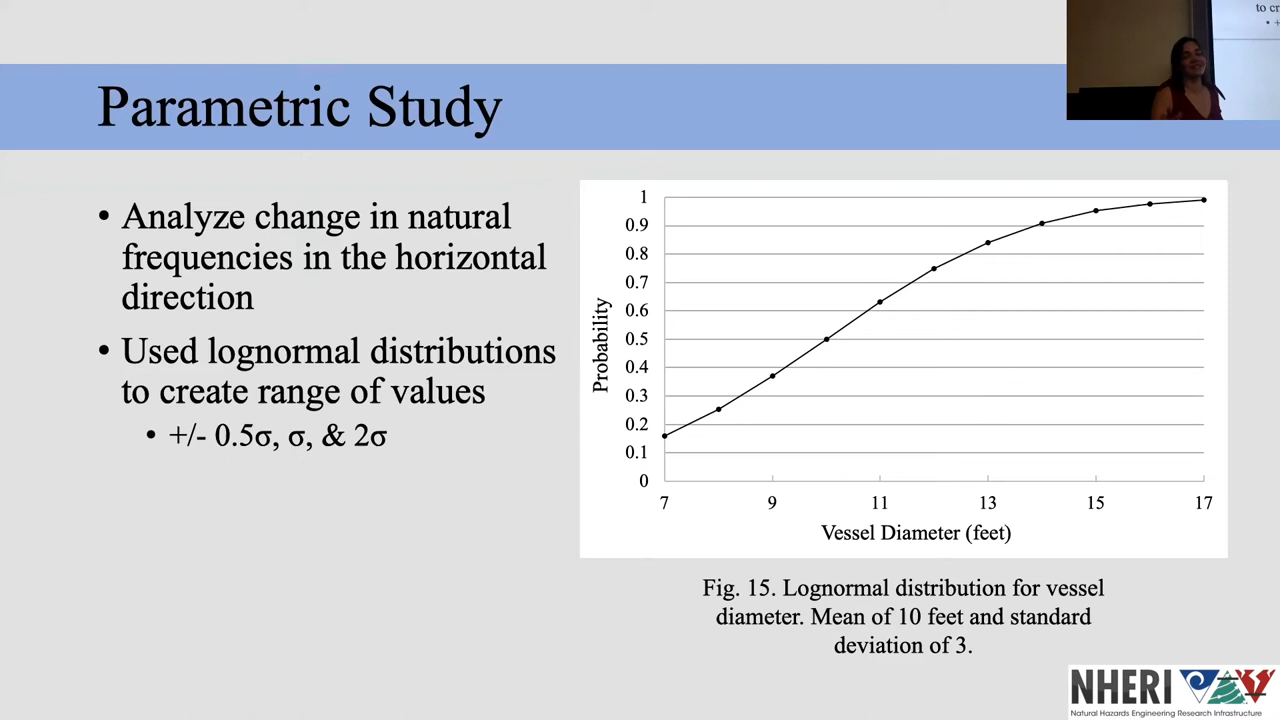 Parametric Study
• Analyze change in natural
frequencies in the horizontal
direction
• Used lognormal distributions
to create range of values
• +/- 0.5σ, σ, & 2σ
1
0.9
0.8
0.7
0.6
0.5
0.4
0.3
0.2
0.1
0
Probability
7 9 11 13 15 17
Vessel Diameter (feet)
Fig. 15. Lognormal distribution for vessel
diameter. Mean of 10 feet and standard
deviation of 3.
to cr
• +
NHERI
Natural Hazards Engineering Research Infrastructure